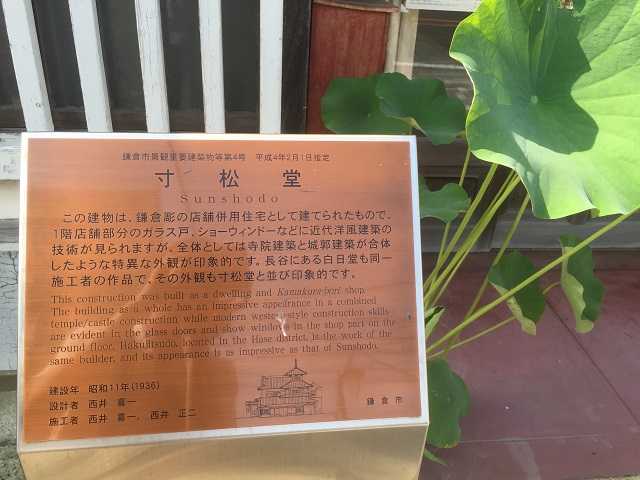 鎌倉市景観重要建築物等第4号 平成4年2月1日指定
寸松堂
Sunshodo
この建物は、鎌倉彫の店舗併用住宅として建てられたもので、
1階店舗部分のガラス戸、ショーウィンドーなどに近代洋風建築の
技術が見られますが、全体としては寺院建築と城郭建築が合体
したような特異な外観が印象的です。長谷にある白日堂も同一
施工者の作品で、その外観も寸松堂と並び印象的です。
This construction was built as a dwelling and Kamakura-bori shop.
The building as a whole has an impressive appearance in a combined
temple/castle construction while modern western-style construction skills
are evident in the glass doors and show windows in the shop part on the
ground floor. Hakujitsudo, located in the Hase district, is the work of the
same builder, and its appearance is as impressive as that of Sunshodo.
建設年 昭和11年(1936)
設計者 西井 喜一
施工者 西井 喜一、西井 正二
鎌倉市